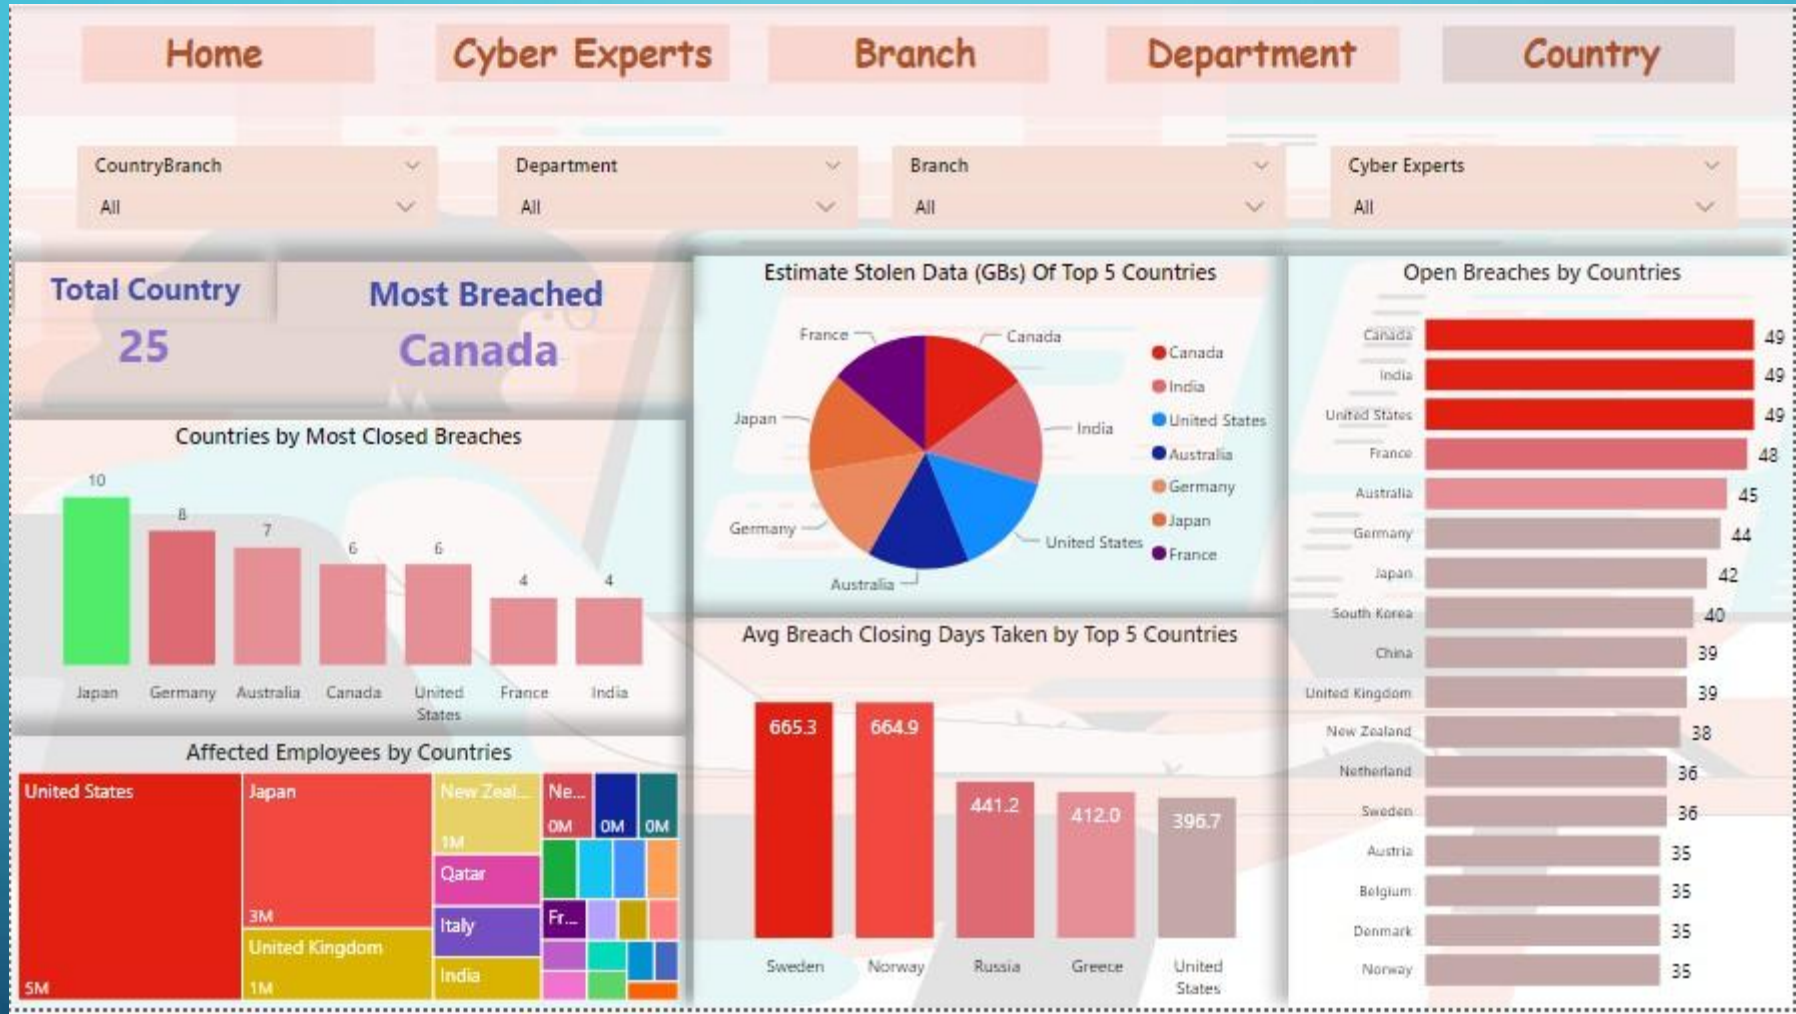 Home
Cyber Experts
Branch
Department
Country
CountryBranch
All
Department
All
Branch
All
Cyber Experts
All
Total Country
25
Most Breached
Canada
Countries by Most Closed Breaches
10
8
7
6
6
4
4
Japan
Germany
Australia
Canada
United
States
France
India
Affected Employees by Countries
United States
5M
Japan
3M
United Kingdom
1M
New Zeal...
1M
Qatar
Italy
India
Ne...
0M
0M
0M
Fr...
Estimate Stolen Data (GBs) Of Top 5 Countries
France
Canada
Japan
India
Germany
United States
Australia
Canada
India
United States
Australia
Germany
Japan
France
Avg Breach Closing Days Taken by Top 5 Countries
665.3
664.9
441.2
412.0
396.7
Sweden
Norway
Russia
Greece
United
States
Open Breaches by Countries
Canada 49
India 49
United States 49
France 48
Australia 45
Germany 44
Japan 42
South Korea 40
China 39
United Kingdom 39
New Zealand 38
Netherland 36
Sweden 36
Austria 35
Belgium 35
Denmark 35
Norway 35